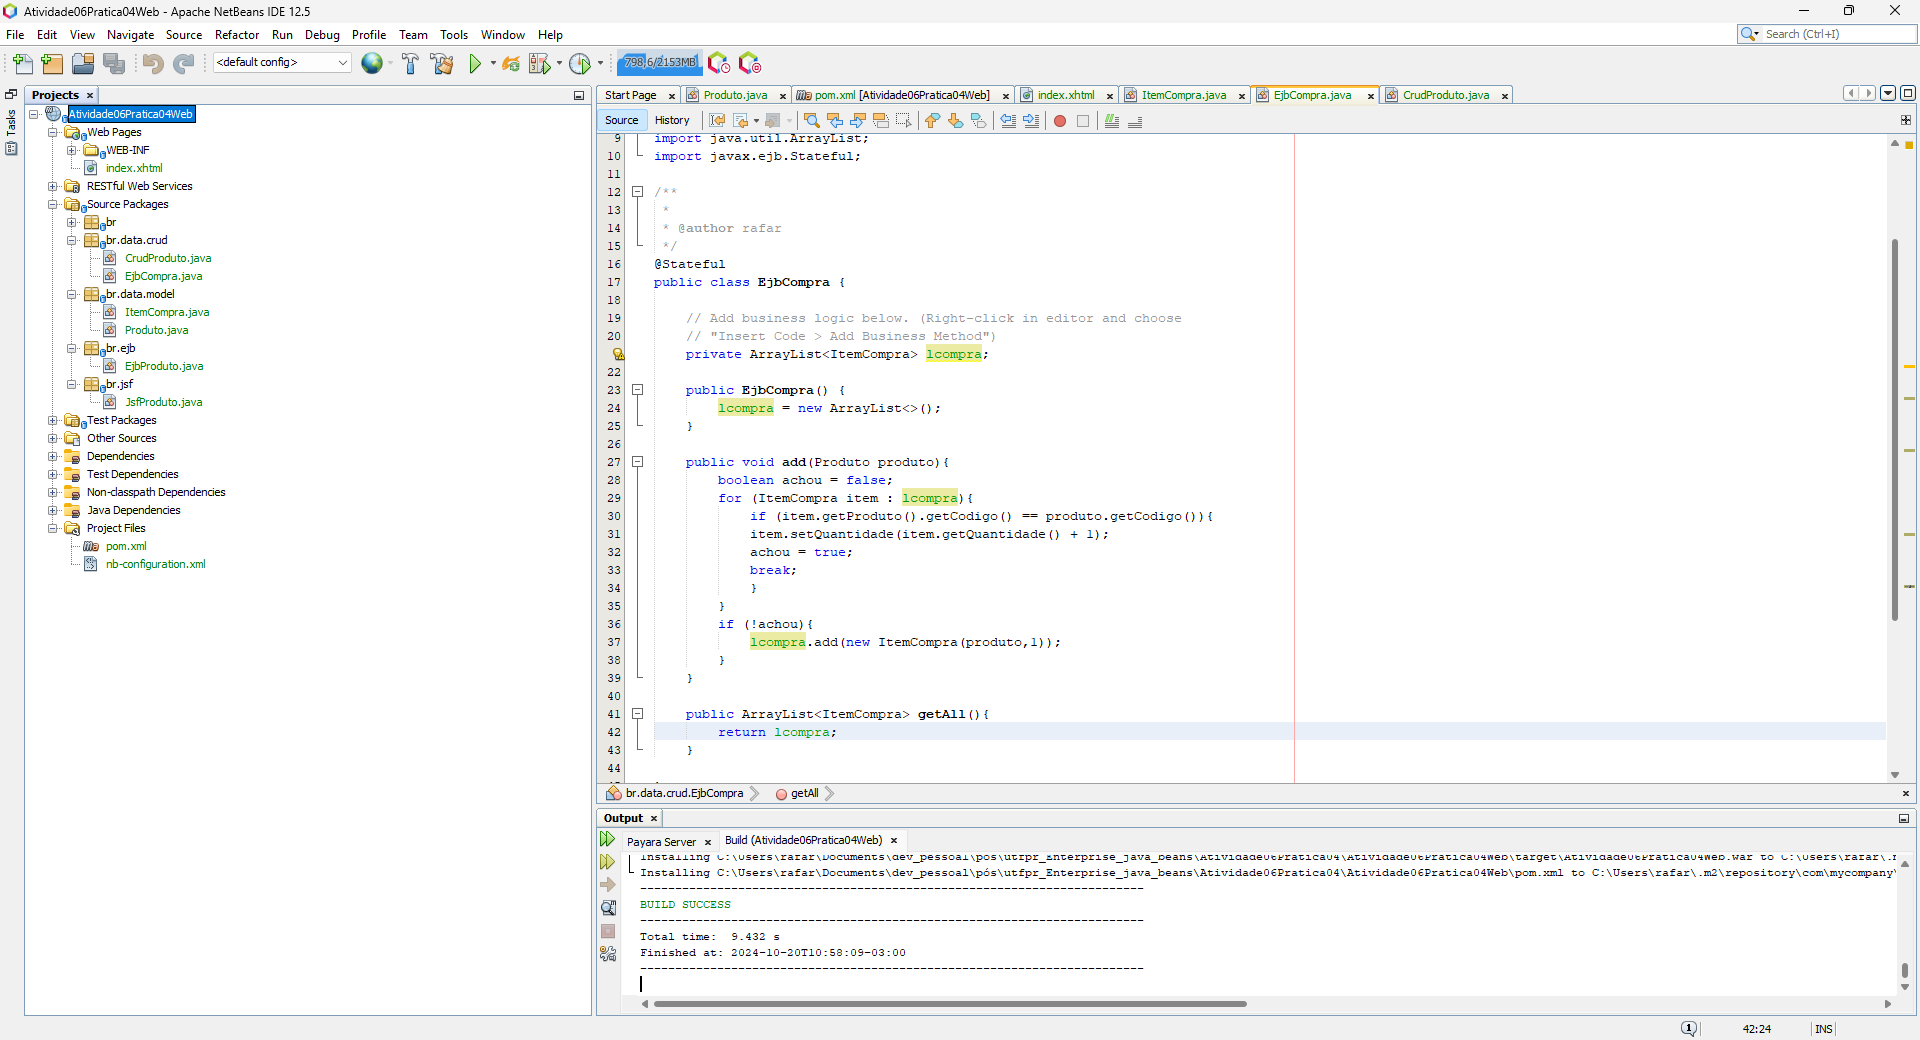 Atividade06Pratica04Web - Apache NetBeans IDE 12.5
File Edit View Navigate Source Refactor Run Debug Profile Team Tools Window Help
Search (Ctrl+I)
<default config>
798,6/2153MB
Tasks
Projects
Atividade06Pratica04Web
Web Pages
WEB-INF
index.xhtml
RESTful Web Services
Source Packages
br
br.data.crud
CrudProduto.java
EjbCompra.java
br.data.model
ItemCompra.java
Produto.java
br.ejb
EjbProduto.java
br.jsf
JsfProduto.java
Test Packages
Other Sources
Dependencies
Test Dependencies
Non-classpath Dependencies
Java Dependencies
Project Files
pom.xml
nb-configuration.xml
Start Page Produto.java pom.xml [Atividade06Pratica04Web] index.xhtml ItemCompra.java EjbCompra.java CrudProduto.java
Source History
9 import java.util.ArrayList;
10 import javax.ejb.Stateful;
11
12 /**
13 *
14 * @author rafar
15 */
16 @Stateful
17 public class EjbCompra {
18
19 // Add business logic below. (Right-click in editor and choose
20 // "Insert Code > Add Business Method")
private ArrayList<ItemCompra> lcompra;
22
23 public EjbCompra() {
24 lcompra = new ArrayList<>();
25 }
26
27 public void add(Produto produto){
28 boolean achou = false;
29 for (ItemCompra item : lcompra){
30 if (item.getProduto().getCodigo() == produto.getCodigo()){
31 item.setQuantidade(item.getQuantidade() + 1);
32 achou = true;
33 break;
34 }
35 }
36 if (!achou){
37 lcompra.add(new ItemCompra(produto,1));
38 }
39 }
40
41 public ArrayList<ItemCompra> getAll(){
42 return lcompra;
43 }
44
br.data.crud.EjbCompra getAll
Output
Payara Server Build (Atividade06Pratica04Web)
Installing C:\Users\rafar\Documents\dev_pessoal\pós\utfpr_Enterprise_java_beans\Atividade06Pratica04\Atividade06Pratica04Web\target\Atividade06Pratica04Web.war to C:\Users\rafar\.
Installing C:\Users\rafar\Documents\dev_pessoal\pós\utfpr_Enterprise_java_beans\Atividade06Pratica04\Atividade06Pratica04Web\pom.xml to C:\Users\rafar\.m2\repository\com\mycompany\
------------------------------------------------------------------------
BUILD SUCCESS
------------------------------------------------------------------------
Total time: 9.432 s
Finished at: 2024-10-20T10:58:09-03:00
------------------------------------------------------------------------
1
42:24 INS